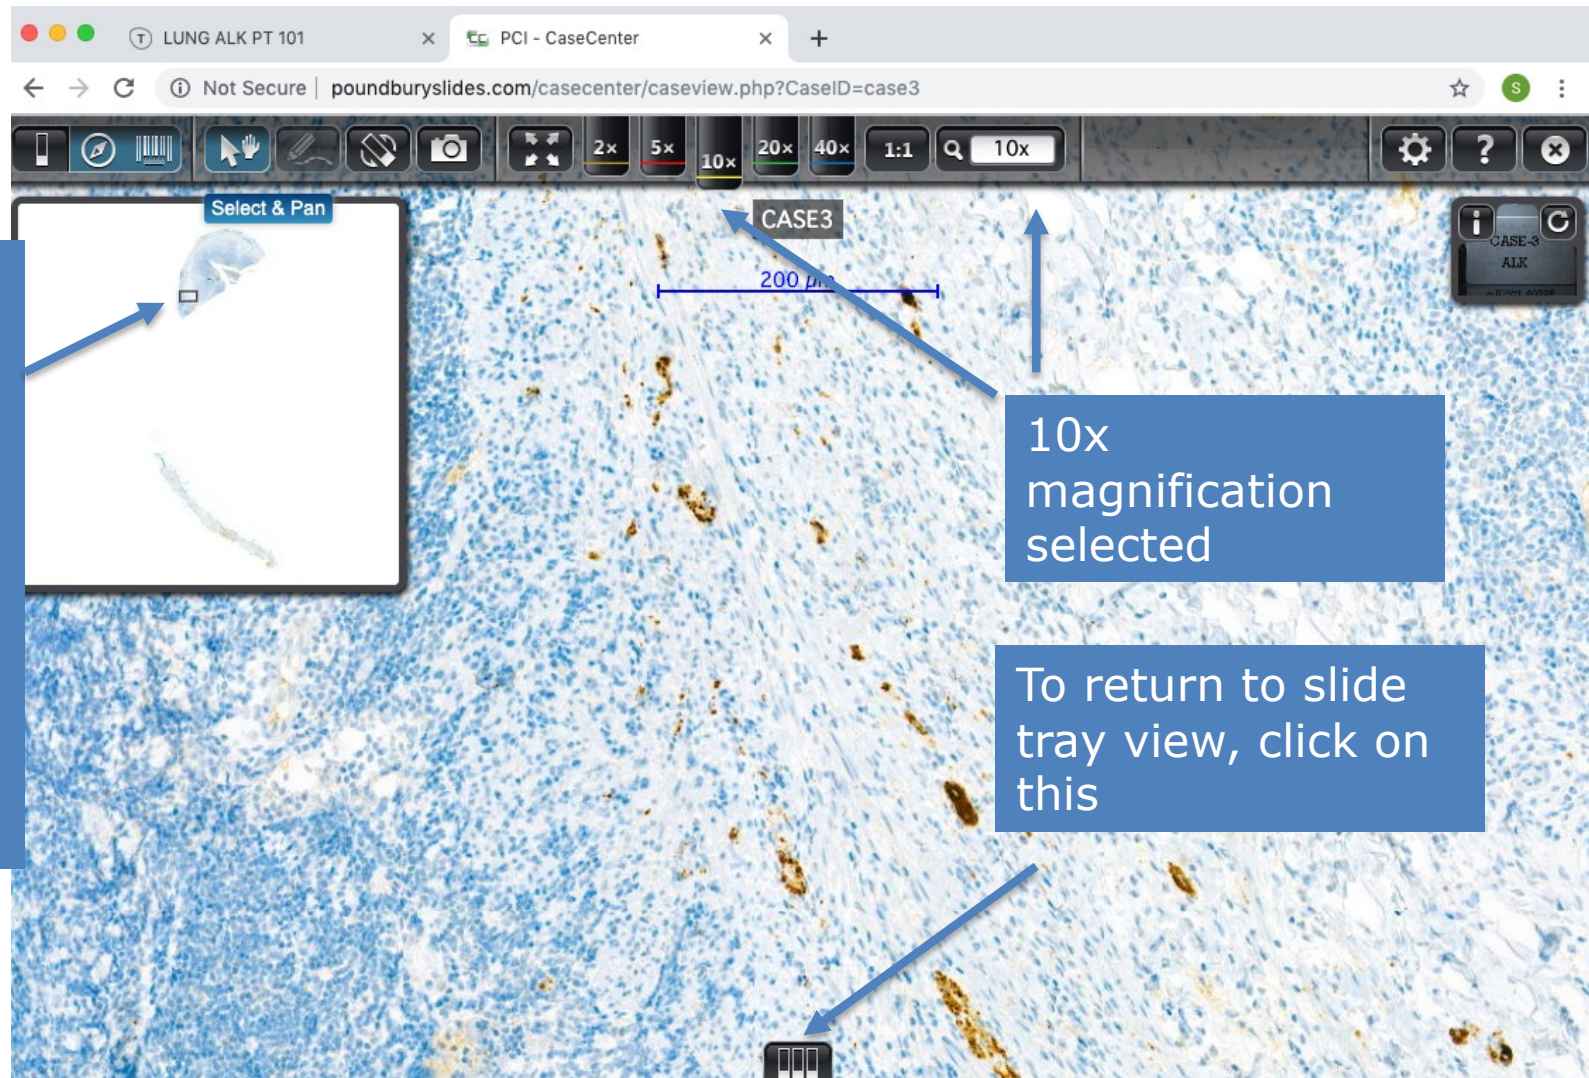 LUNG ALK PT 101
PCI - CaseCenter
Not Secure | poundburyslides.com/casecenter/caseview.php?CaseID=case3
S
2x 5x 10x 20x 40x 1:1 10x
?
Select & Pan
CASE3
200 µm
i
CASE-3
ALK
10x
magnification
selected
To return to slide
tray view, click on
this